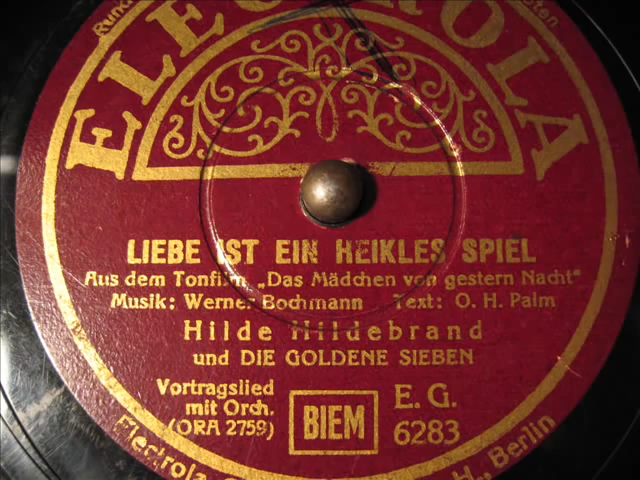 ELECTROLA
LIEBE IST EIN HEIKLES SPIEL
Aus dem Tonfilm „Das Mädchen von gestern Nacht"
Musik: Werner Bochmann Text: O. H. Palm
Hilde Hildebrand
und DIE GOLDENE SIEBEN
Vortragslied
mit Orch.
(ORA 2759)
BIEM
E. G.
6283
Electrola H., Berlin